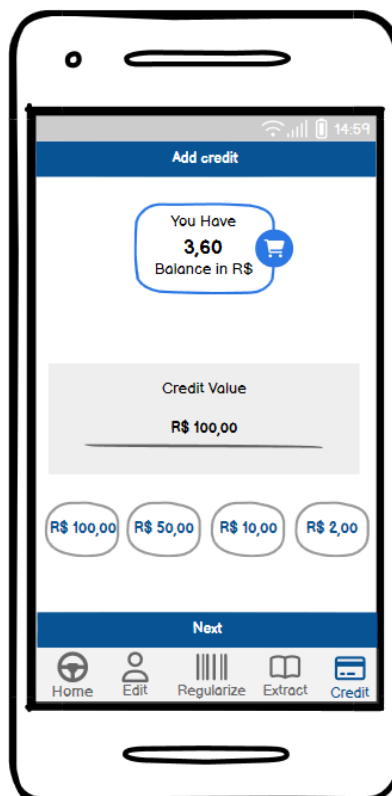 14:59
Add credit
You Have
3,60
Balance in R$
Credit Value
R$ 100,00
R$ 100,00 R$ 50,00 R$ 10,00 R$ 2,00
Next
Home Edit Regularize Extract Credit